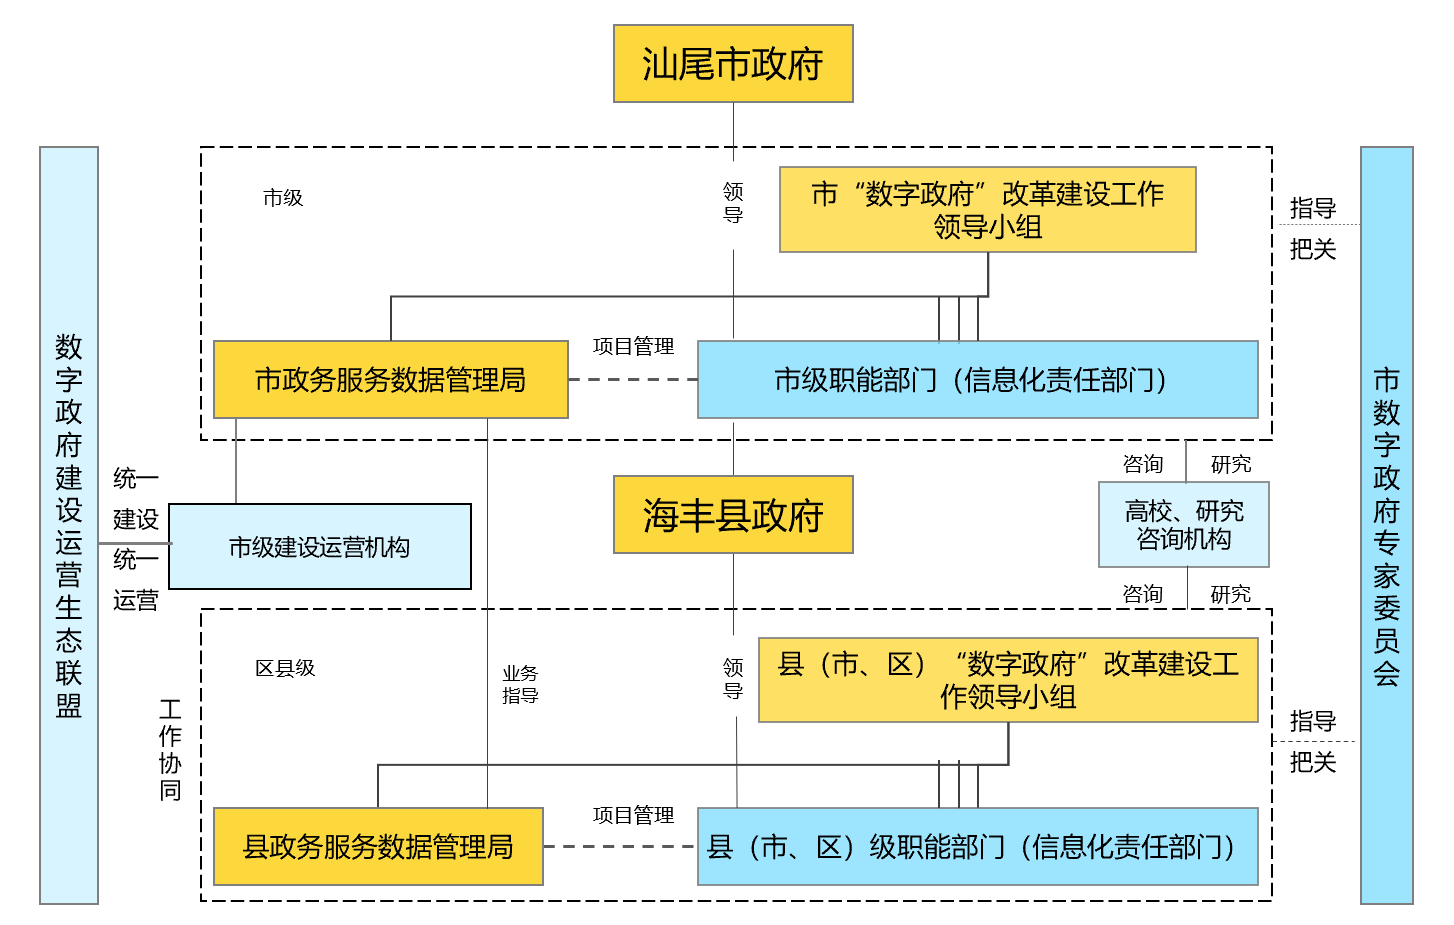 汕尾市政府
市级
领
导
市“数字政府”改革建设工作
领导小组
指导
把关
项目管理
市政务服务数据管理局
市级职能部门（信息化责任部门）
数
字
政
府
建
设
运
营
生
态
联
盟
市
数
字
政
府
专
家
委
员
会
统一
建设
统一
运营
市级建设运营机构
海丰县政府
咨询
研究
高校、研究
咨询机构
咨询
研究
区县级
业务
指导
领
导
县（市、区）“数字政府”改革建设工
作领导小组
工
作
协
同
指导
把关
项目管理
县政务服务数据管理局
县（市、区）级职能部门（信息化责任部门）